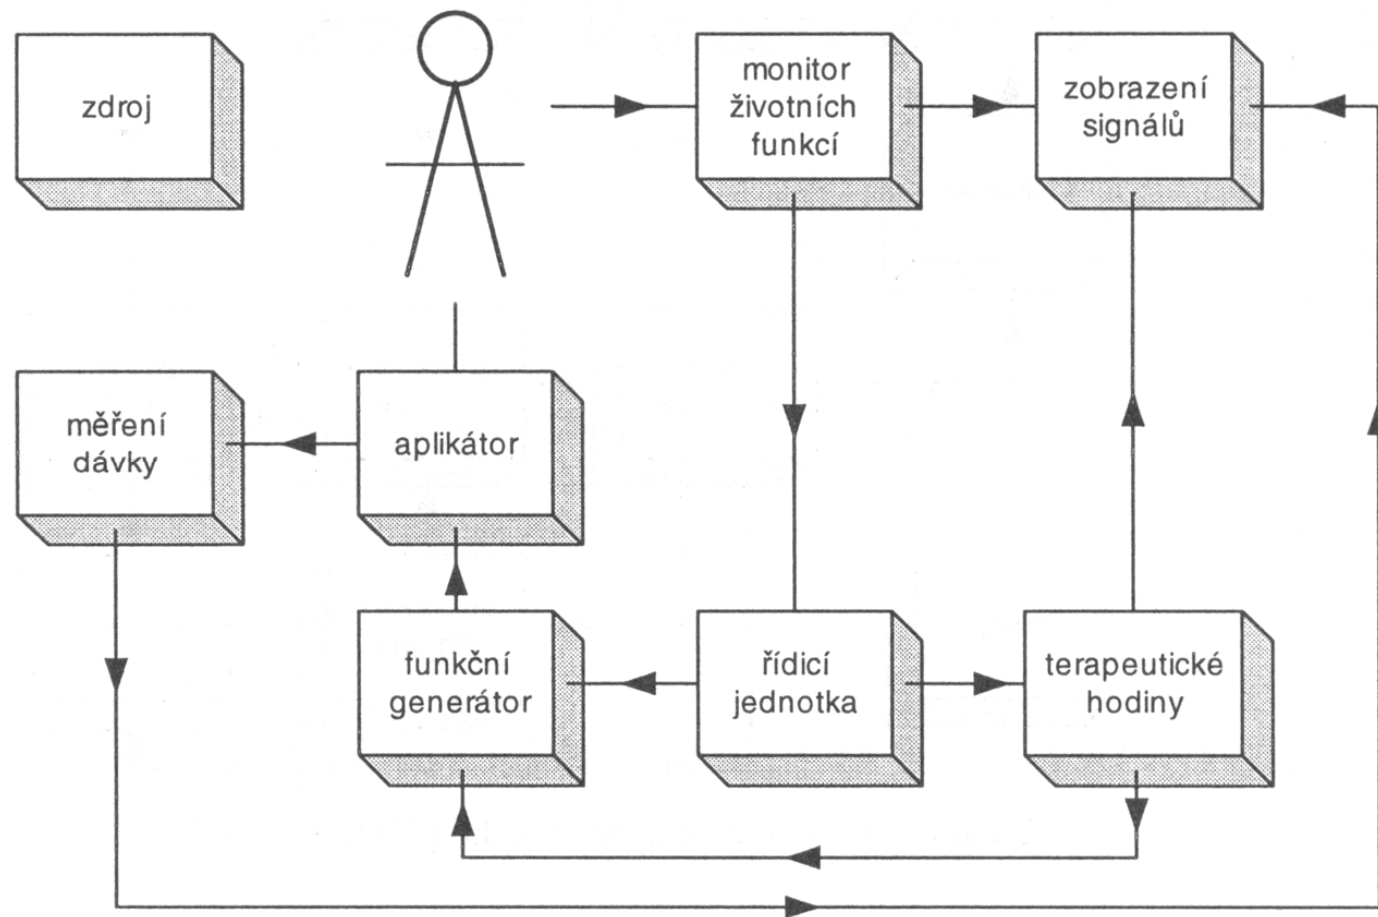 zdroj
monitor
životních
funkcí
zobrazení
signálů
měření
dávky
aplikátor
funkční
generátor
řídicí
jednotka
terapeutické
hodiny